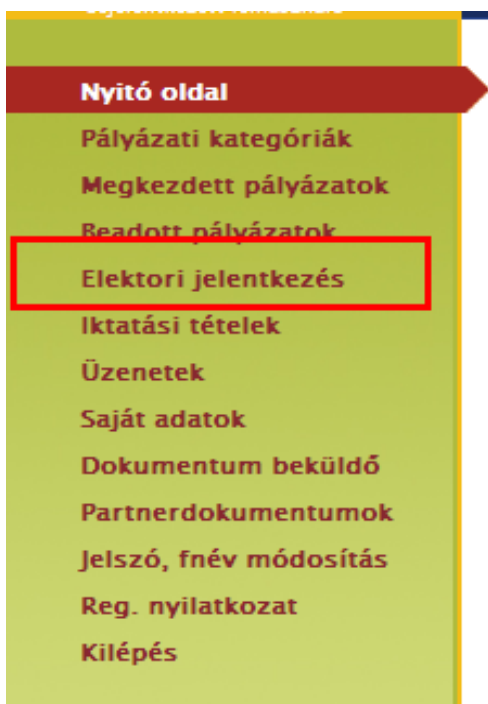 Nyitó oldal
Pályázati kategóriák
Megkezdett pályázatok
Beadott pályázatok
Elektori jelentkezés
Iktatási tételek
Üzenetek
Saját adatok
Dokumentum beküldő
Partnerdokumentumok
Jelszó, fnév módosítás
Reg. nyilatkozat
Kilépés